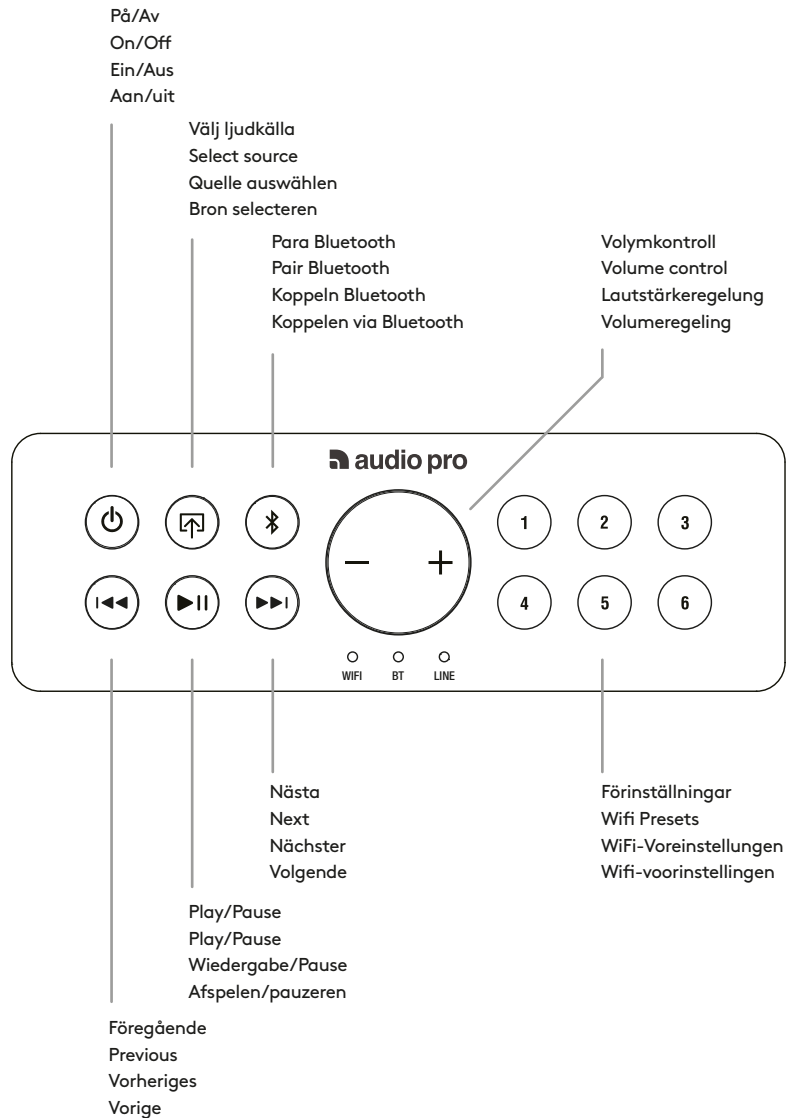 På/Av
On/Off
Ein/Aus
Aan/uit
Välj ljudkälla
Select source
Quelle auswählen
Bron selecteren
Para Bluetooth
Pair Bluetooth
Koppeln Bluetooth
Koppelen via Bluetooth
Volymkontroll
Volume control
Lautstärkeregelung
Volumeregeling
audio pro
1 2 3
4 5 6
WIFI BT LINE
Nästa
Next
Nächster
Volgende
Förinställningar
Wifi Presets
WiFi-Voreinstellungen
Wifi-voorinstellingen
Play/Pause
Play/Pause
Wiedergabe/Pause
Afspelen/pauzeren
Föregående
Previous
Vorheriges
Vorige